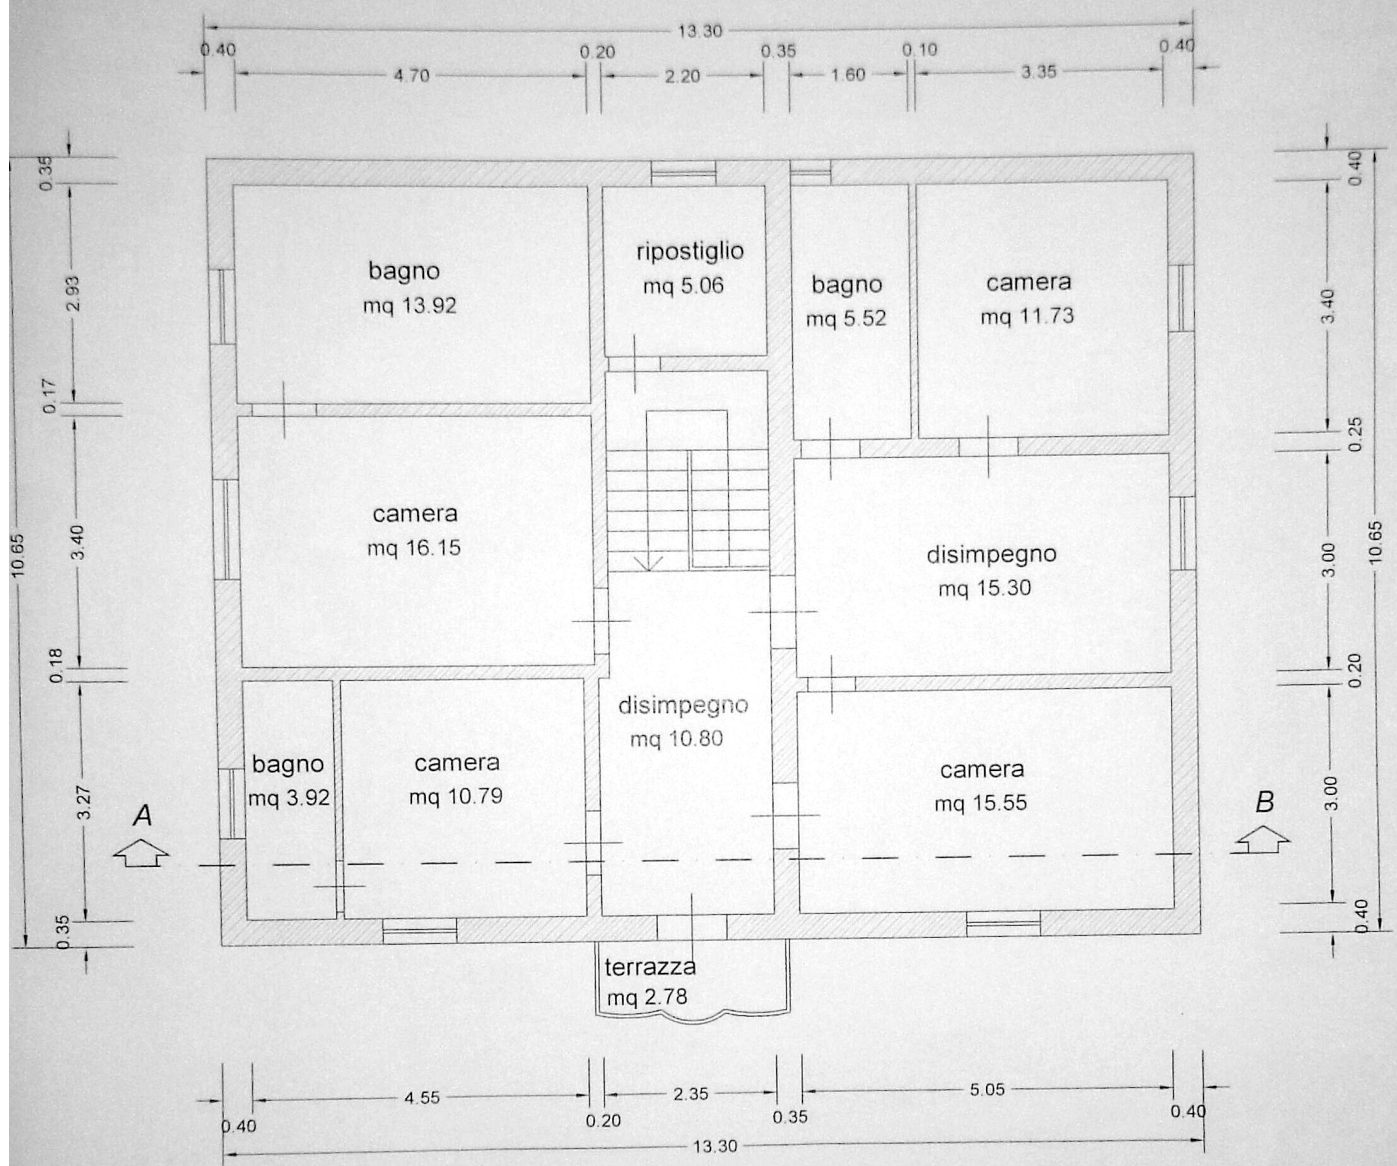 13.30
0.40 0.20 0.35 0.10 0.40
4.70 2.20 1.60 3.35
0.35
2.93
0.17
3.40
10.65
0.18
3.27
0.35
0.40
3.40
0.25
3.00
10.65
0.20
3.00
0.40
bagno
mq 13.92
ripostiglio
mq 5.06
bagno
mq 5.52
camera
mq 11.73
camera
mq 16.15
disimpegno
mq 15.30
disimpegno
mq 10.80
bagno
mq 3.92
camera
mq 10.79
camera
mq 15.55
A
B
terrazza
mq 2.78
4.55 2.35 5.05
0.40 0.20 0.35 0.40
13.30